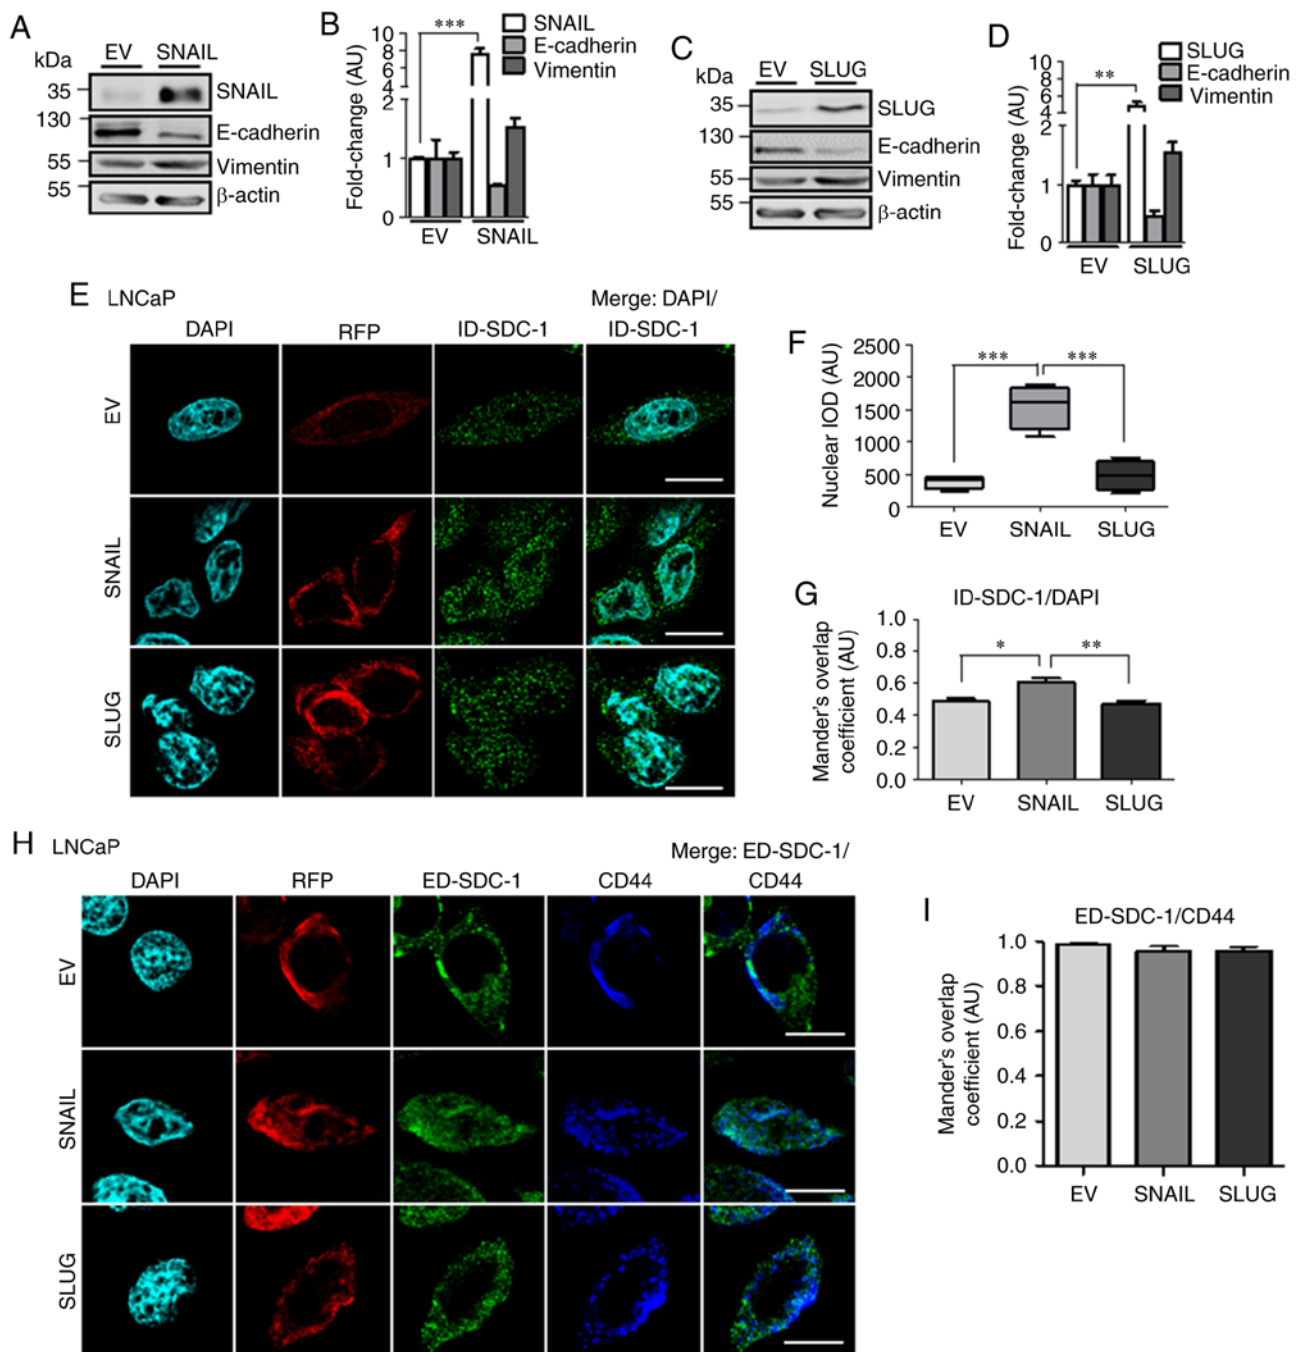 A
EV SNAIL
kDa
35 SNAIL
130 E-cadherin
55 Vimentin
55 β-actin
B
Fold-change (AU)
10
8
6
4
2
1
0
***
SNAIL
E-cadherin
Vimentin
EV SNAIL
C
EV SLUG
kDa
35 SLUG
130 E-cadherin
55 Vimentin
55 β-actin
D
Fold-change (AU)
10
8
6
4
2
1
0
**
SLUG
E-cadherin
Vimentin
EV SLUG
E LNCaP
Merge: DAPI/
DAPI RFP ID-SDC-1 ID-SDC-1
EV
SNAIL
SLUG
F
Nuclear IOD (AU)
2500
2000
1500
1000
500
0
*** ***
EV SNAIL SLUG
G
ID-SDC-1/DAPI
Mander's overlap
coefficient (AU)
1.0
0.8
0.6
0.4
0.2
0.0
* **
EV SNAIL SLUG
H LNCaP
Merge: ED-SDC-1/
DAPI RFP ED-SDC-1 CD44 CD44
EV
SNAIL
SLUG
I
ED-SDC-1/CD44
Mander's overlap
coefficient (AU)
1.0
0.8
0.6
0.4
0.2
0.0
EV SNAIL SLUG